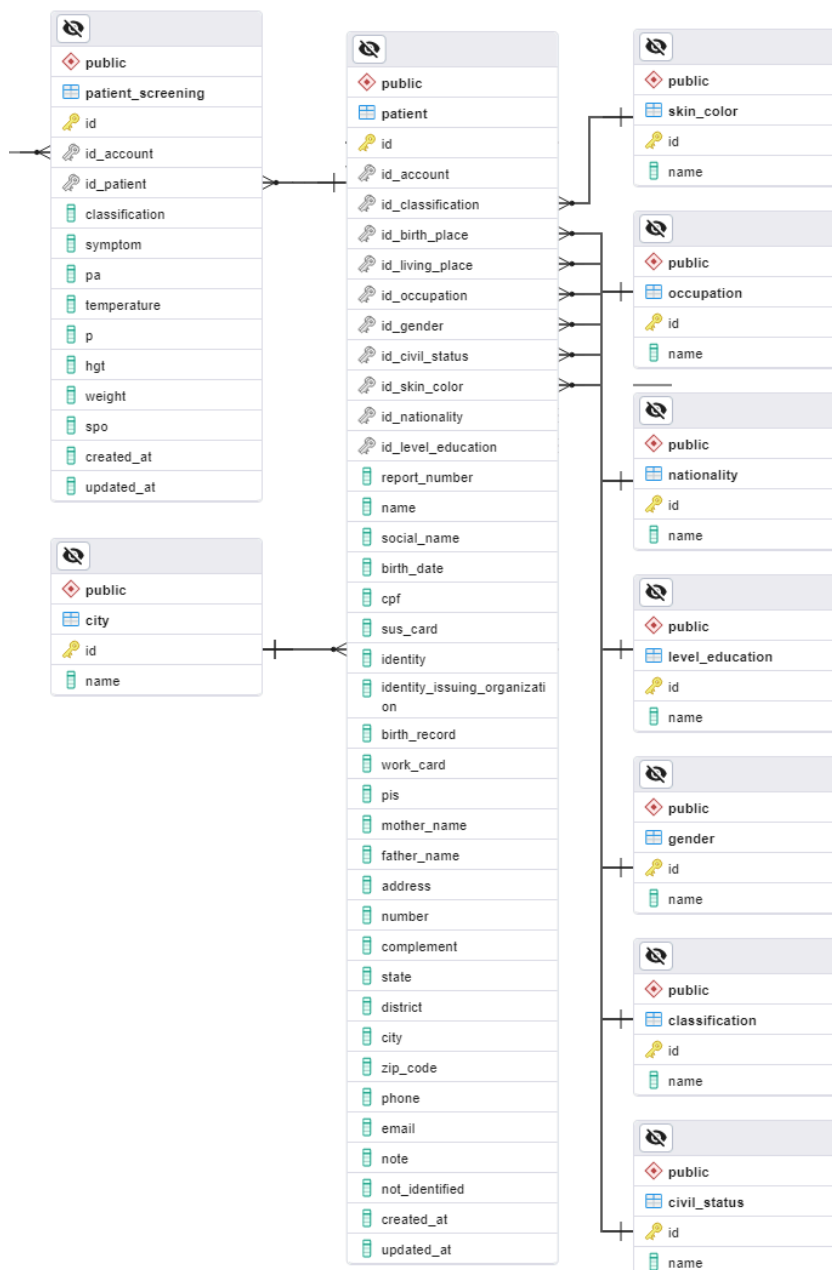 public
patient_screening
id
id_account
id_patient
classification
symptom
pa
temperature
p
hgt
weight
spo
created_at
updated_at
public
city
id
name
public
patient
id
id_account
id_classification
id_birth_place
id_living_place
id_occupation
id_gender
id_civil_status
id_skin_color
id_nationality
id_level_education
report_number
name
social_name
birth_date
cpf
sus_card
identity
identity_issuing_organizati
on
birth_record
work_card
pis
mother_name
father_name
address
number
complement
state
district
city
zip_code
phone
email
note
not_identified
created_at
updated_at
public
skin_color
id
name
public
occupation
id
name
public
nationality
id
name
public
level_education
id
name
public
gender
id
name
public
classification
id
name
public
civil_status
id
name